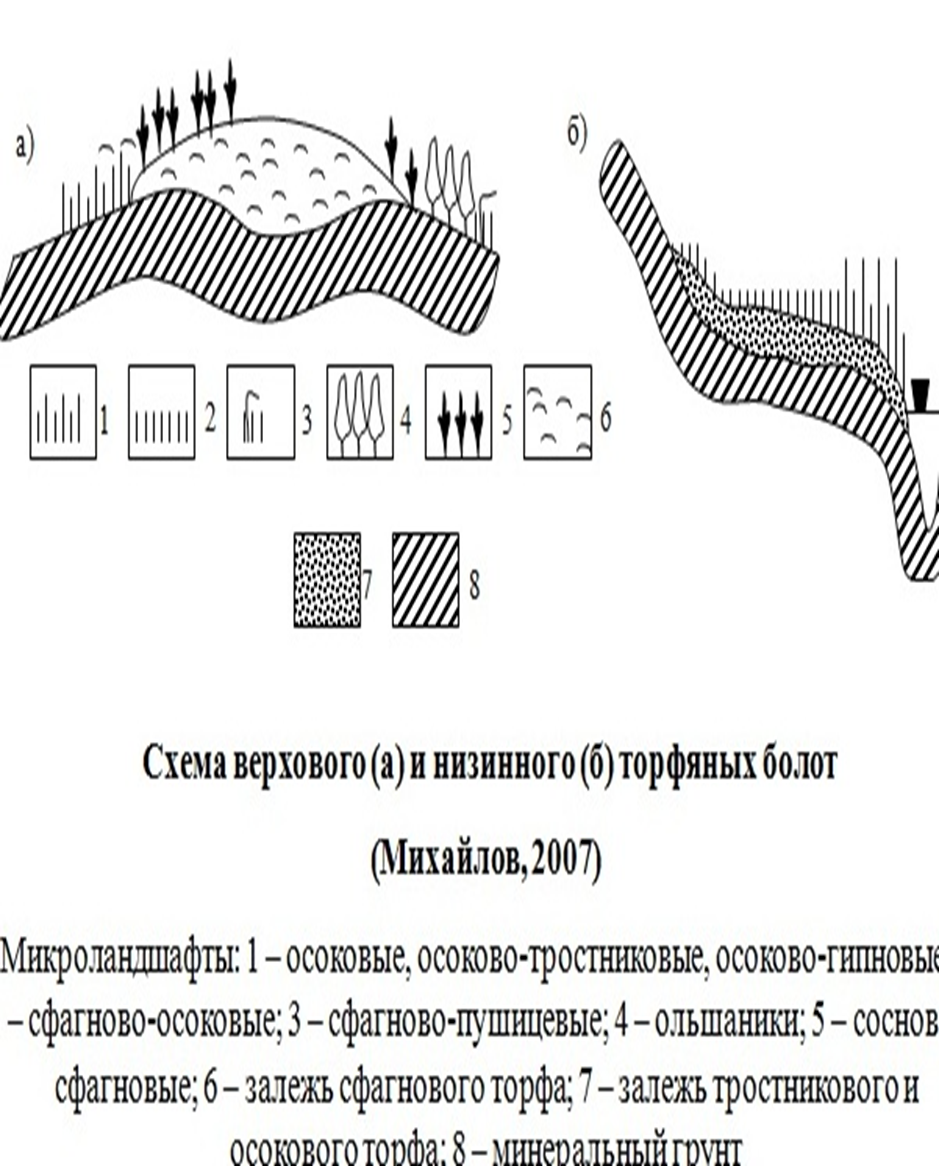 а)
б)
1
2
3
4
5
6
7
8
Схема верхового (а) и низинного (б) торфяных болот
(Михайлов, 2007)
Микроландшафты: 1 – осоковые, осоково-тростниковые, осоково-гипновые
– сфагново-осоковые; 3 – сфагново-пушицевые; 4 – ольшаники; 5 – соснов
сфагновые; 6 – залежь сфагнового торфа; 7 – залежь тростникового и
осокового торфа; 8 – минеральный грунт